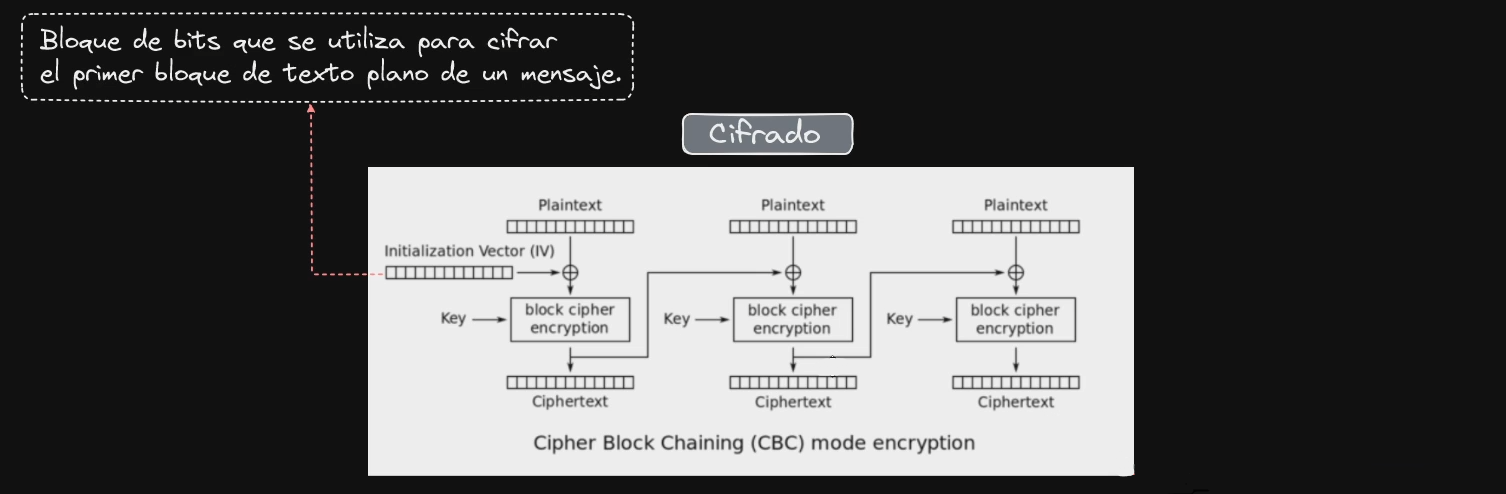 Bloque de bits que se utiliza para cifrar
el primer bloque de texto plano de un mensaje.
Cifrado
Plaintext
Plaintext
Plaintext
Initialization Vector (IV)
Key
block cipher
encryption
Key
block cipher
encryption
Key
block cipher
encryption
Ciphertext
Ciphertext
Ciphertext
Cipher Block Chaining (CBC) mode encryption